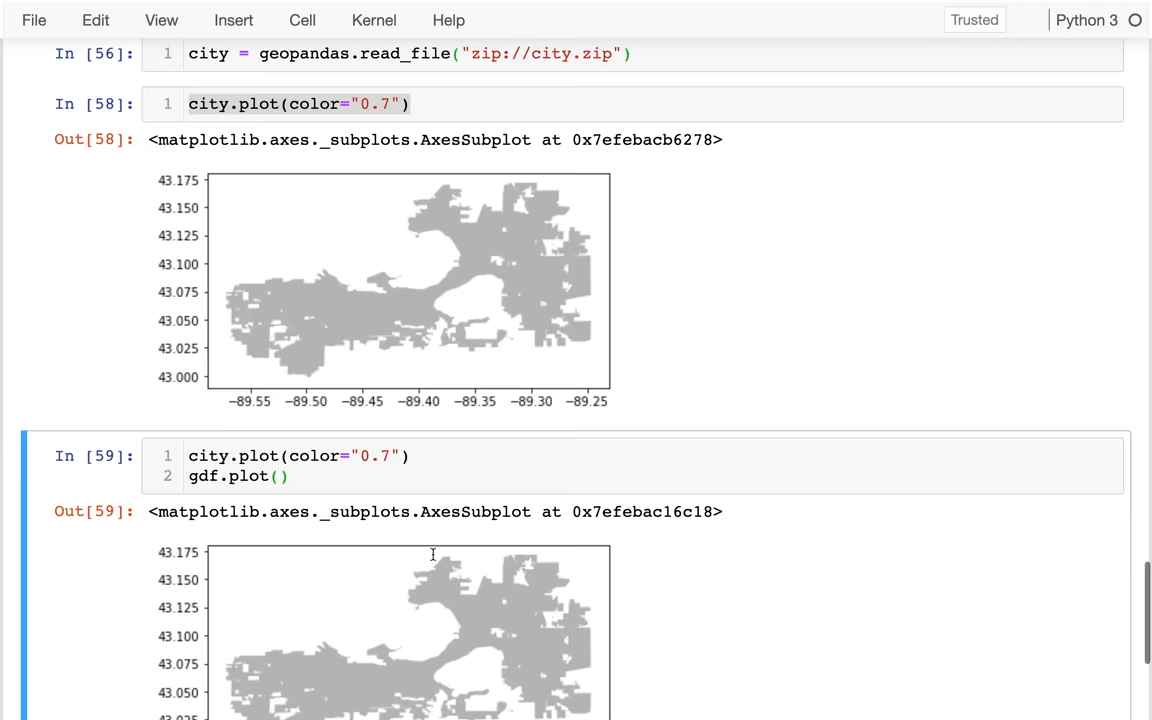 File Edit View Insert Cell Kernel Help Trusted Python 3
In [56]: 1 city = geopandas.read_file("zip://city.zip")
In [58]: 1 city.plot(color="0.7")
Out[58]: <matplotlib.axes._subplots.AxesSubplot at 0x7efebacb6278>
43.175
43.150
43.125
43.100
43.075
43.050
43.025
43.000
−89.55 −89.50 −89.45 −89.40 −89.35 −89.30 −89.25
In [59]: 1 city.plot(color="0.7")
2 gdf.plot()
Out[59]: <matplotlib.axes._subplots.AxesSubplot at 0x7efebac16c18>
43.175
43.150
43.125
43.100
43.075
43.050
43.025